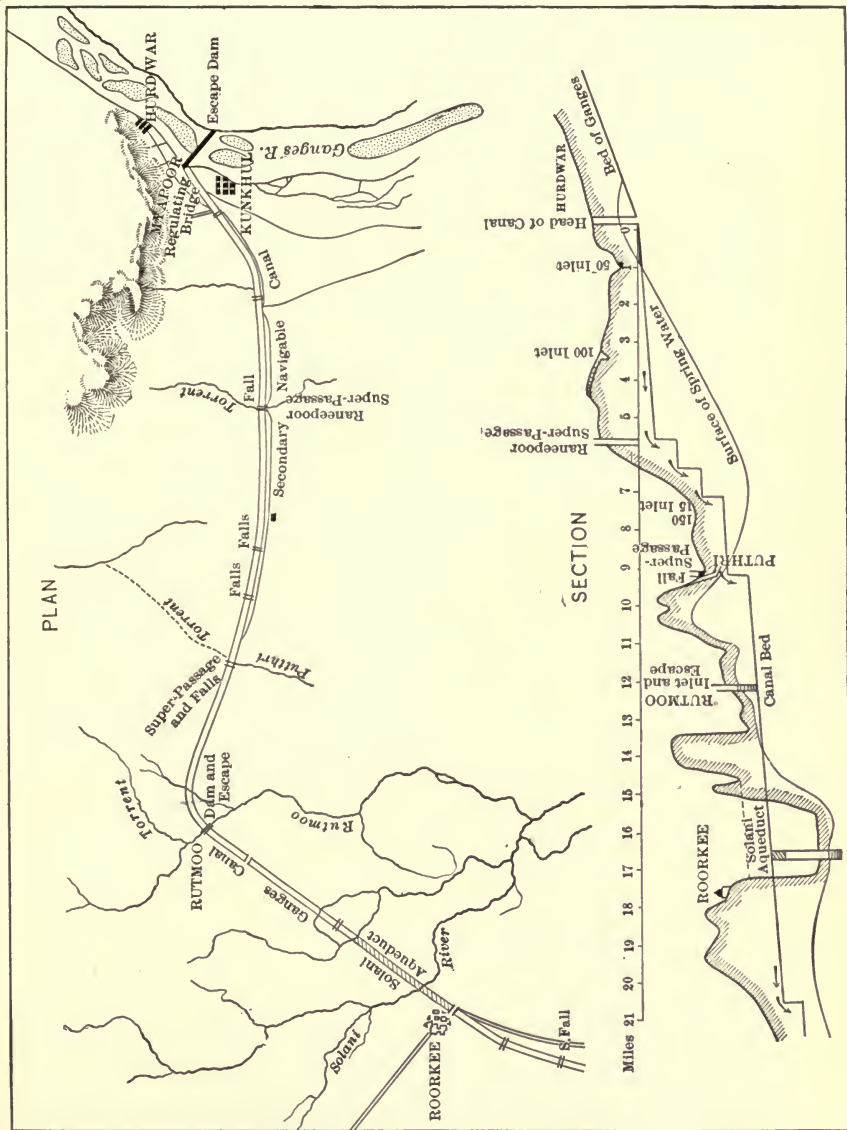 PLAN
HURDWAR
MYAPOOR
Regulating
Bridge
Escape Dam
KUNKHUL
Ganges R.
Canal
Navigable
Fall
Torrent
Raneepoor
Super-Passage
Secondary
Falls
Falls
Torrent
Puthri
Super-Passage
and Falls
Torrent
Dam and
Escape
RUTMOO
Rutmoo
Canal
Ganges
Solani
Aqueduct
River
Solani
ROORKEE
S.Fall
SECTION
Miles 21 20 19 18 17 16 15 14 13 12 11 10 9 8 7 5 4 3 2 1 0
HURDWAR
Head of Canal
Bed of Ganges
50 Inlet
100 Inlet
Raneepoor
Super-Passage
Surface of Spring Water
150
15 Inlet
Super-
Passage
Fall
PUTHRI
RUTMOO
Inlet and
Escape
Canal Bed
Solani
Aqueduct
ROORKEE